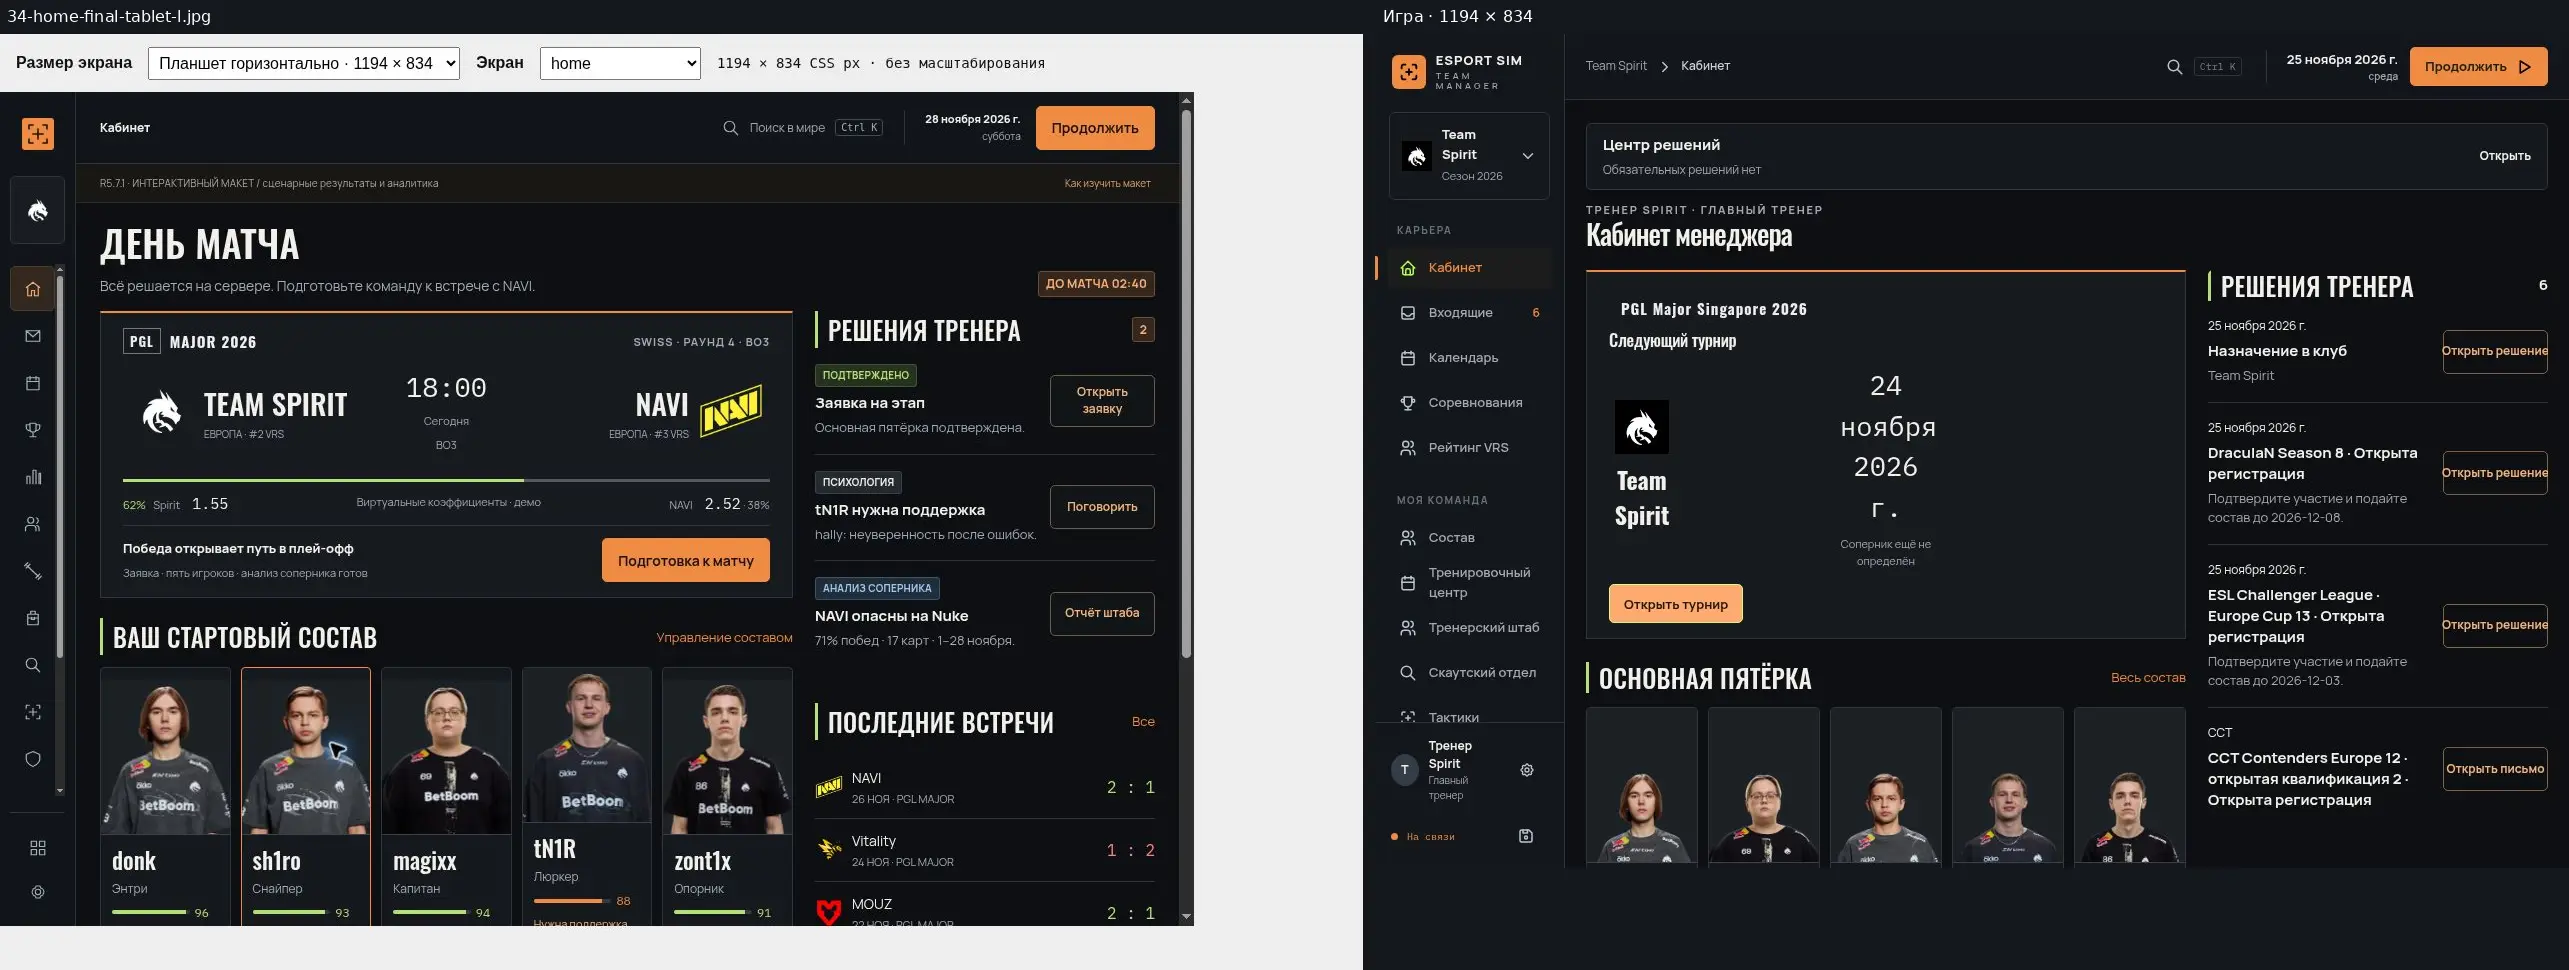 34-home-final-tablet-l.jpg
Размер экрана
Планшет горизонтально · 1194 × 834
Экран
home
1194 × 834 CSS px · без масштабирования
Кабинет
Поиск в мире
Ctrl K
28 ноября 2026 г.
суббота
Продолжить
R5.7.1 · ИНТЕРАКТИВНЫЙ МАКЕТ / сценарные результаты и аналитика
Как изучить макет
ДЕНЬ МАТЧА
Всё решается на сервере. Подготовьте команду к встрече с NAVI.
ДО МАТЧА 02:40
PGL
MAJOR 2026
SWISS · РАУНД 4 · BO3
TEAM SPIRIT
ЕВРОПА · #2 VRS
18:00
Сегодня
BO3
NAVI
ЕВРОПА · #3 VRS
NAVI
62% Spirit 1.55
Виртуальные коэффициенты · демо
NAVI 2.52 · 38%
Победа открывает путь в плей-офф
Заявка · пять игроков · анализ соперника готов
Подготовка к матчу
РЕШЕНИЯ ТРЕНЕРА
2
ПОДТВЕРЖДЕНО
Заявка на этап
Основная пятёрка подтверждена.
Открыть
заявку
ПСИХОЛОГИЯ
tN1R нужна поддержка
hally: неуверенность после ошибок.
Поговорить
АНАЛИЗ СОПЕРНИКА
NAVI опасны на Nuke
71% побед · 17 карт · 1–28 ноября.
Отчёт штаба
ВАШ СТАРТОВЫЙ СОСТАВ
Управление составом
BetBoom
BetBoom
BetBoom
BetBoom
BetBoom
donk
Энтри
96
sh1ro
Снайпер
93
magixx
Капитан
94
tN1R
Люркер
88
Нужна поддержка
zont1x
Опорник
91
ПОСЛЕДНИЕ ВСТРЕЧИ
Все
NAVI
26 НОЯ · PGL MAJOR
2 : 1
Vitality
24 НОЯ · PGL MAJOR
1 : 2
MOUZ
22 НОЯ · PGL MAJOR
2 : 1
Игра · 1194 × 834
ESPORT SIM
TEAM
MANAGER
Team
Spirit
Сезон 2026
КАРЬЕРА
Кабинет
Входящие
6
Календарь
Соревнования
Рейтинг VRS
МОЯ КОМАНДА
Состав
Тренировочный
центр
Тренерский штаб
Скаутский отдел
Тактики
T
Тренер
Spirit
Главный
тренер
На связи
Team Spirit
Кабинет
Ctrl K
25 ноября 2026 г.
среда
Продолжить
Центр решений
Обязательных решений нет
Открыть
ТРЕНЕР SPIRIT · ГЛАВНЫЙ ТРЕНЕР
Кабинет менеджера
PGL Major Singapore 2026
Следующий турнир
Team
Spirit
24
ноября
2026
г.
Соперник ещё не
определён
Открыть турнир
ОСНОВНАЯ ПЯТЁРКА
Весь состав
РЕШЕНИЯ ТРЕНЕРА
6
25 ноября 2026 г.
Назначение в клуб
Team Spirit
Открыть решение
25 ноября 2026 г.
DraculaN Season 8 · Открыта
регистрация
Подтвердите участие и подайте
состав до 2026-12-08.
Открыть решение
25 ноября 2026 г.
ESL Challenger League ·
Europe Cup 13 · Открыта
регистрация
Подтвердите участие и подайте
состав до 2026-12-03.
Открыть решение
CCT
CCT Contenders Europe 12 ·
открытая квалификация 2 ·
Открыта регистрация
Открыть письмо